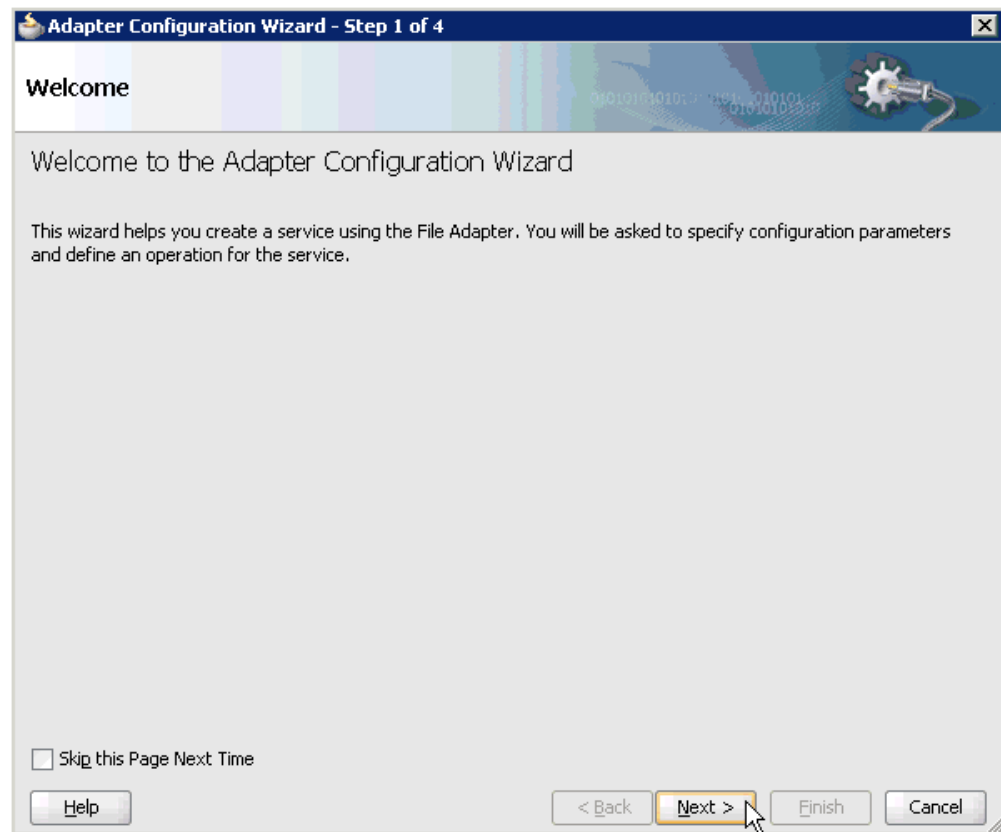 Adapter Configuration Wizard - Step 1 of 4
Welcome
Welcome to the Adapter Configuration Wizard
This wizard helps you create a service using the File Adapter. You will be asked to specify configuration parameters
and define an operation for the service.
Skip this Page Next Time
Help
< Back
Next >
Finish
Cancel